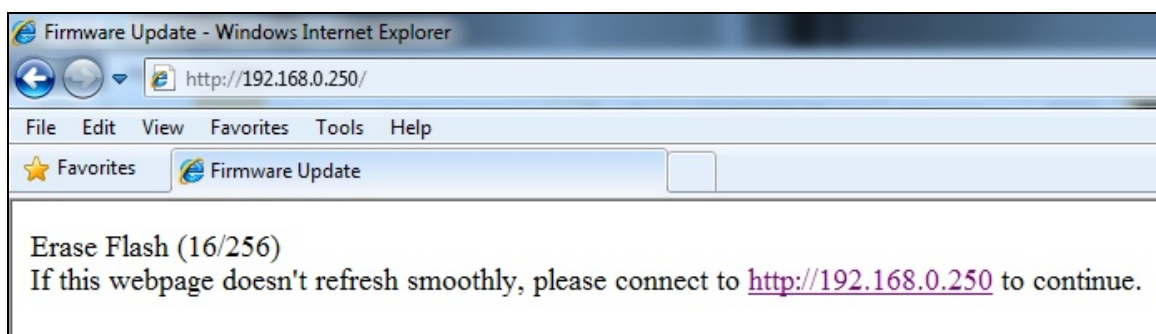 Firmware Update - Windows Internet Explorer
http://192.168.0.250/
File Edit View Favorites Tools Help
Favorites Firmware Update
Erase Flash (16/256)
If this webpage doesn't refresh smoothly, please connect to http://192.168.0.250 to continue.